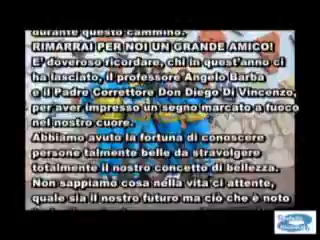 durante questo cammino.
RIMARRAI PER NOI UN GRANDE AMICO!
E' doveroso ricordare, chi in quest'anno ci
ha lasciato, il professore Angelo Barba
e il Padre Correttore Don Diego Di Vincenzo,
per aver impresso un segno marcato a fuoco
nel nostro cuore.
Abbiamo avuto la fortuna di conoscere
persone talmente belle da stravolgere
totalmente il nostro concetto di bellezza.
Non sappiamo cosa nella vita ci attente,
quale sia il nostro futuro ma ciò che è noto